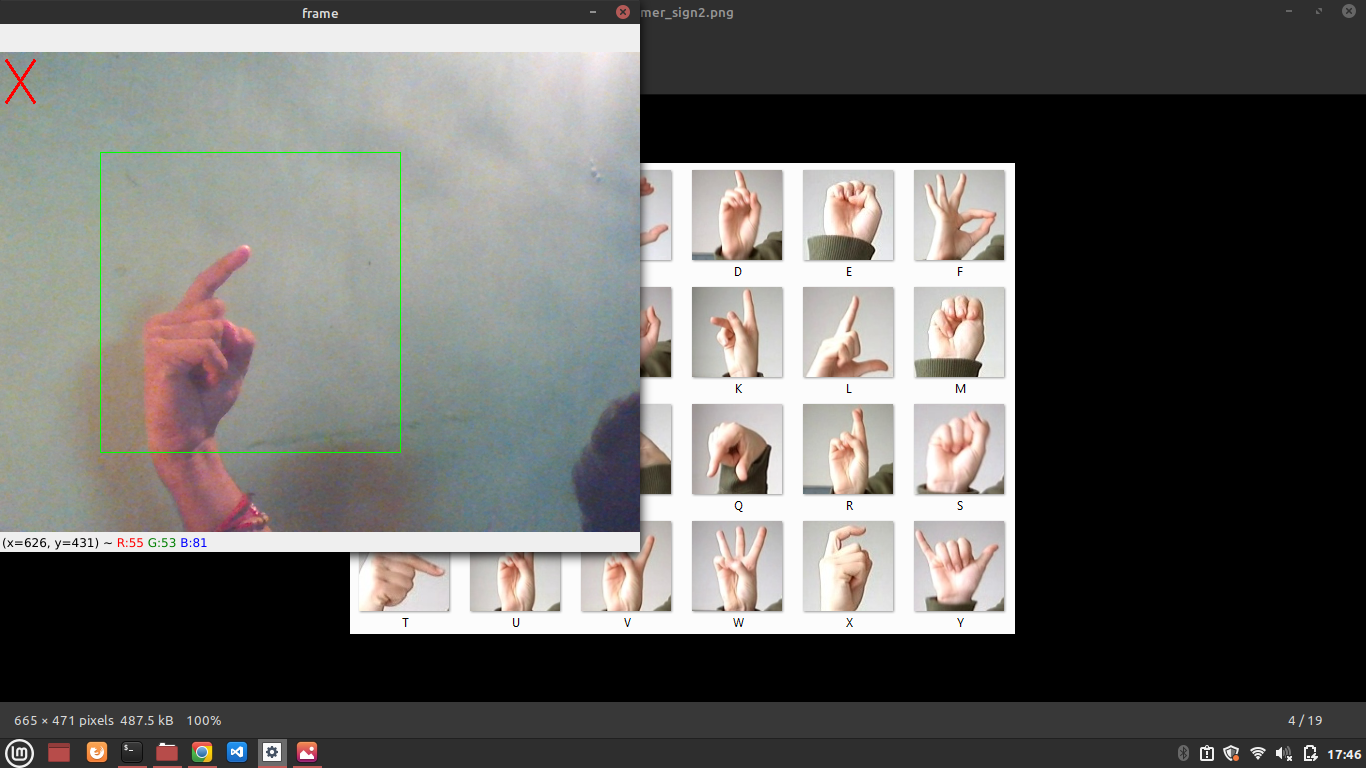 frame
mer_sign2.png
X
D E F
K L M
Q R S
T U V W X Y
(x=626, y=431) ~ R:55 G:53 B:81
665 × 471 pixels 487.5 kB 100%
4 / 19
lm
$_
17:46